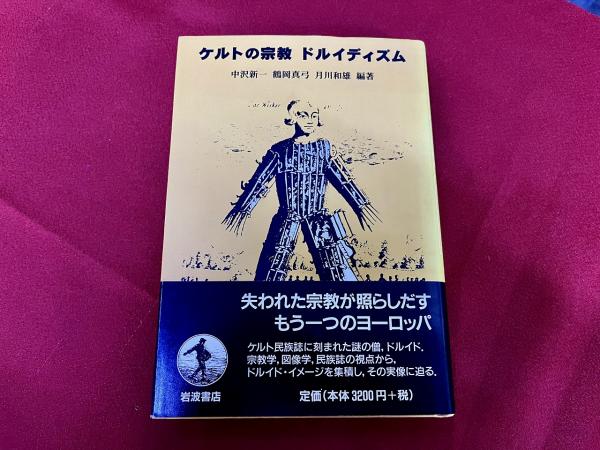 ケルトの宗教 ドルイディズム
中沢新一 鶴岡真弓 月川和雄 編著
失われた宗教が照らしだす
もう一つのヨーロッパ
ケルト民族誌に刻まれた謎の僧,ドルイド.
宗教学,図像学,民族誌の視点から,
ドルイド・イメージを集積し,その実像に迫る.
岩波書店
定価(本体3200円+税)